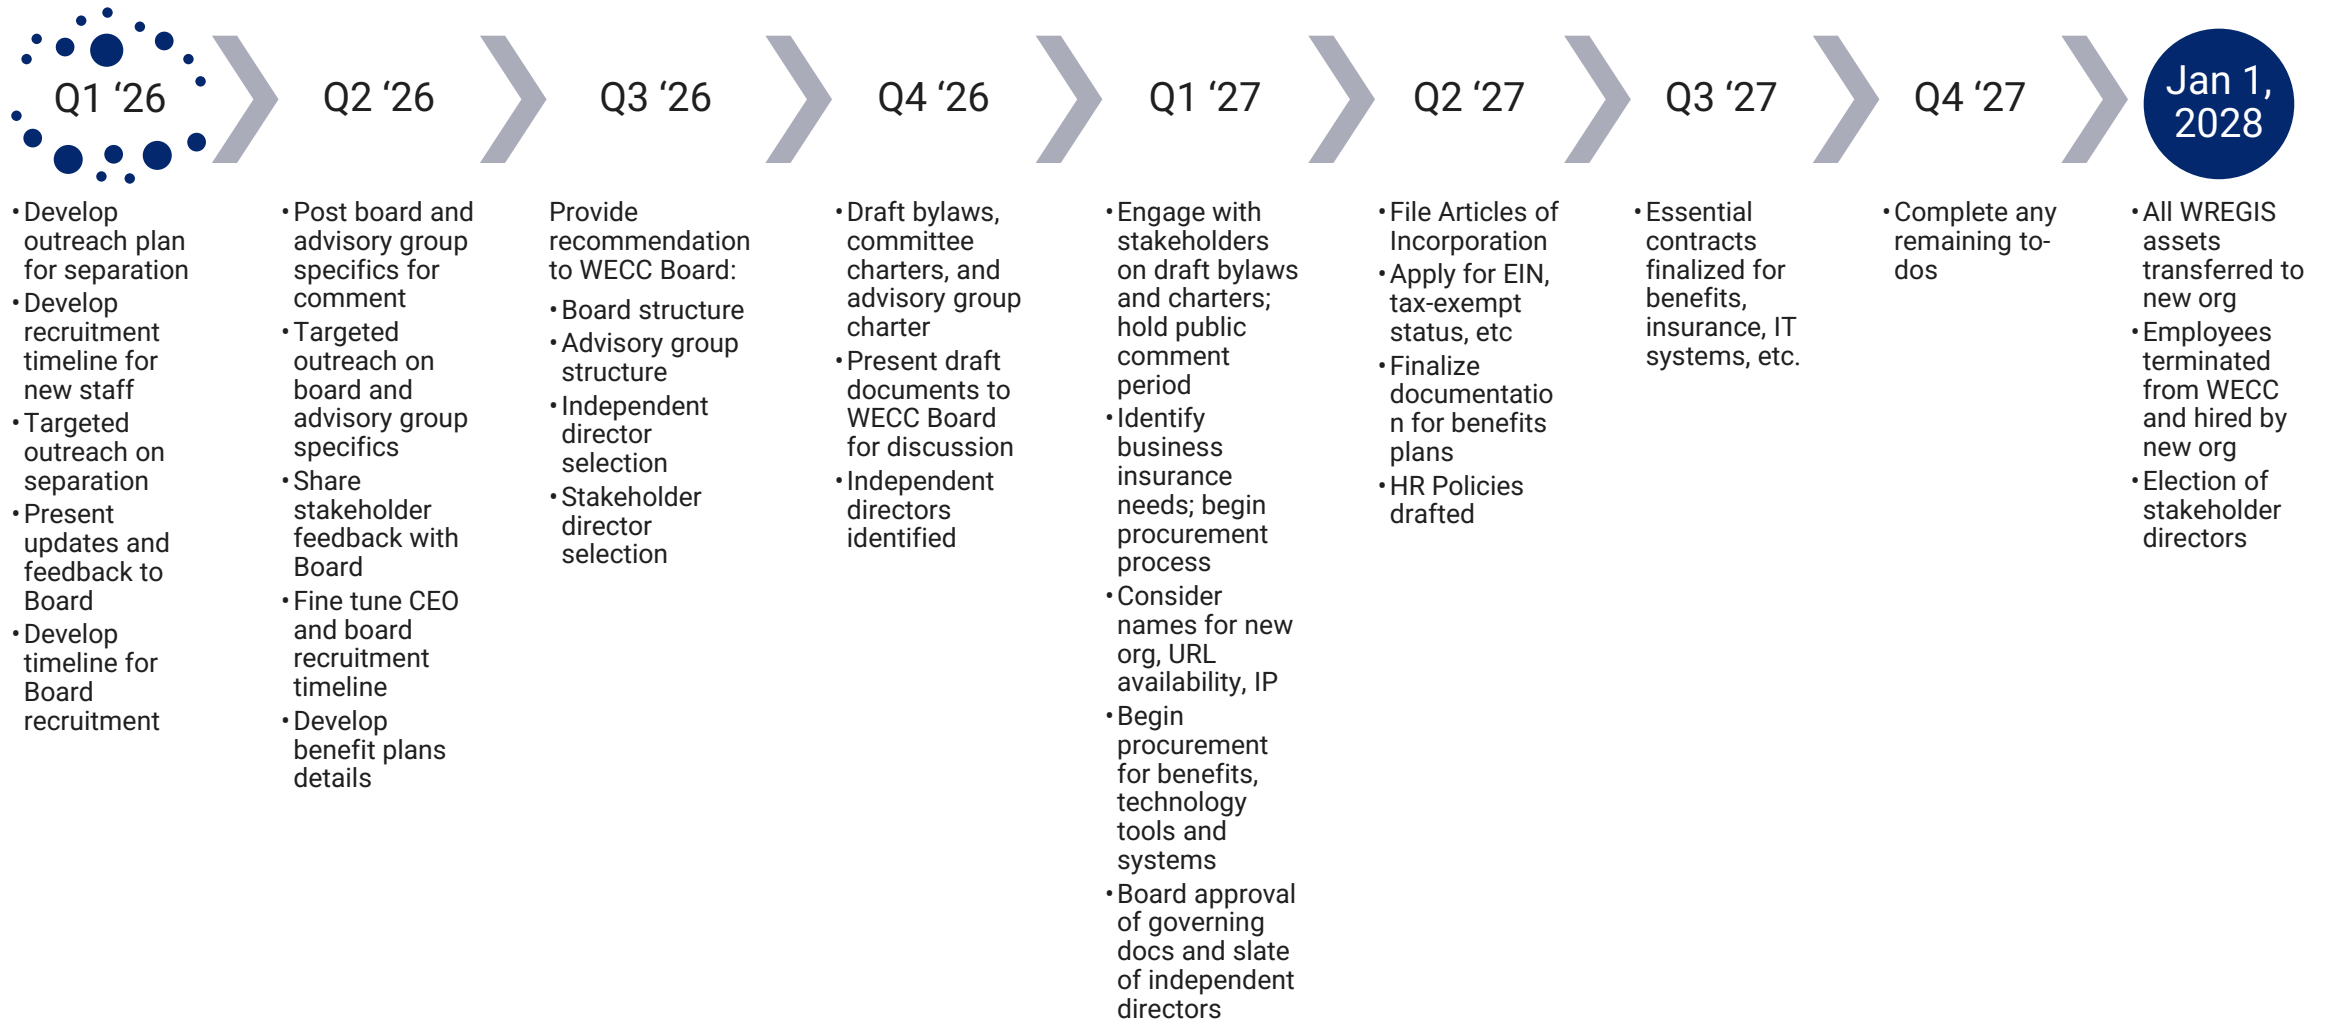 Q1 ‘26
Q2 ‘26
Q3 ‘26
Q4 ‘26
Q1 ‘27
Q2 ‘27
Q3 ‘27
Q4 ‘27
Jan 1,
2028
•Develop
outreach plan
for separation
•Develop
recruitment
timeline for
new staff
•Targeted
outreach on
separation
•Present
updates and
feedback to
Board
•Develop
timeline for
Board
recruitment
•Post board and
advisory group
specifics for
comment
•Targeted
outreach on
board and
advisory group
specifics
•Share
stakeholder
feedback with
Board
•Fine tune CEO
and board
recruitment
timeline
•Develop
benefit plans
details
Provide
recommendation
to WECC Board:
•Board structure
•Advisory group
structure
•Independent
director
selection
•Stakeholder
director
selection
•Draft bylaws,
committee
charters, and
advisory group
charter
•Present draft
documents to
WECC Board
for discussion
•Independent
directors
identified
•Engage with
stakeholders
on draft bylaws
and charters;
hold public
comment
period
•Identify
business
insurance
needs; begin
procurement
process
•Consider
names for new
org, URL
availability, IP
•Begin
procurement
for benefits,
technology
tools and
systems
•Board approval
of governing
docs and slate
of independent
directors
•File Articles of
Incorporation
•Apply for EIN,
tax-exempt
status, etc
•Finalize
documentatio
n for benefits
plans
•HR Policies
drafted
•Essential
contracts
finalized for
benefits,
insurance, IT
systems, etc.
•Complete any
remaining to-
dos
•All WREGIS
assets
transferred to
new org
•Employees
terminated
from WECC
and hired by
new org
•Election of
stakeholder
directors